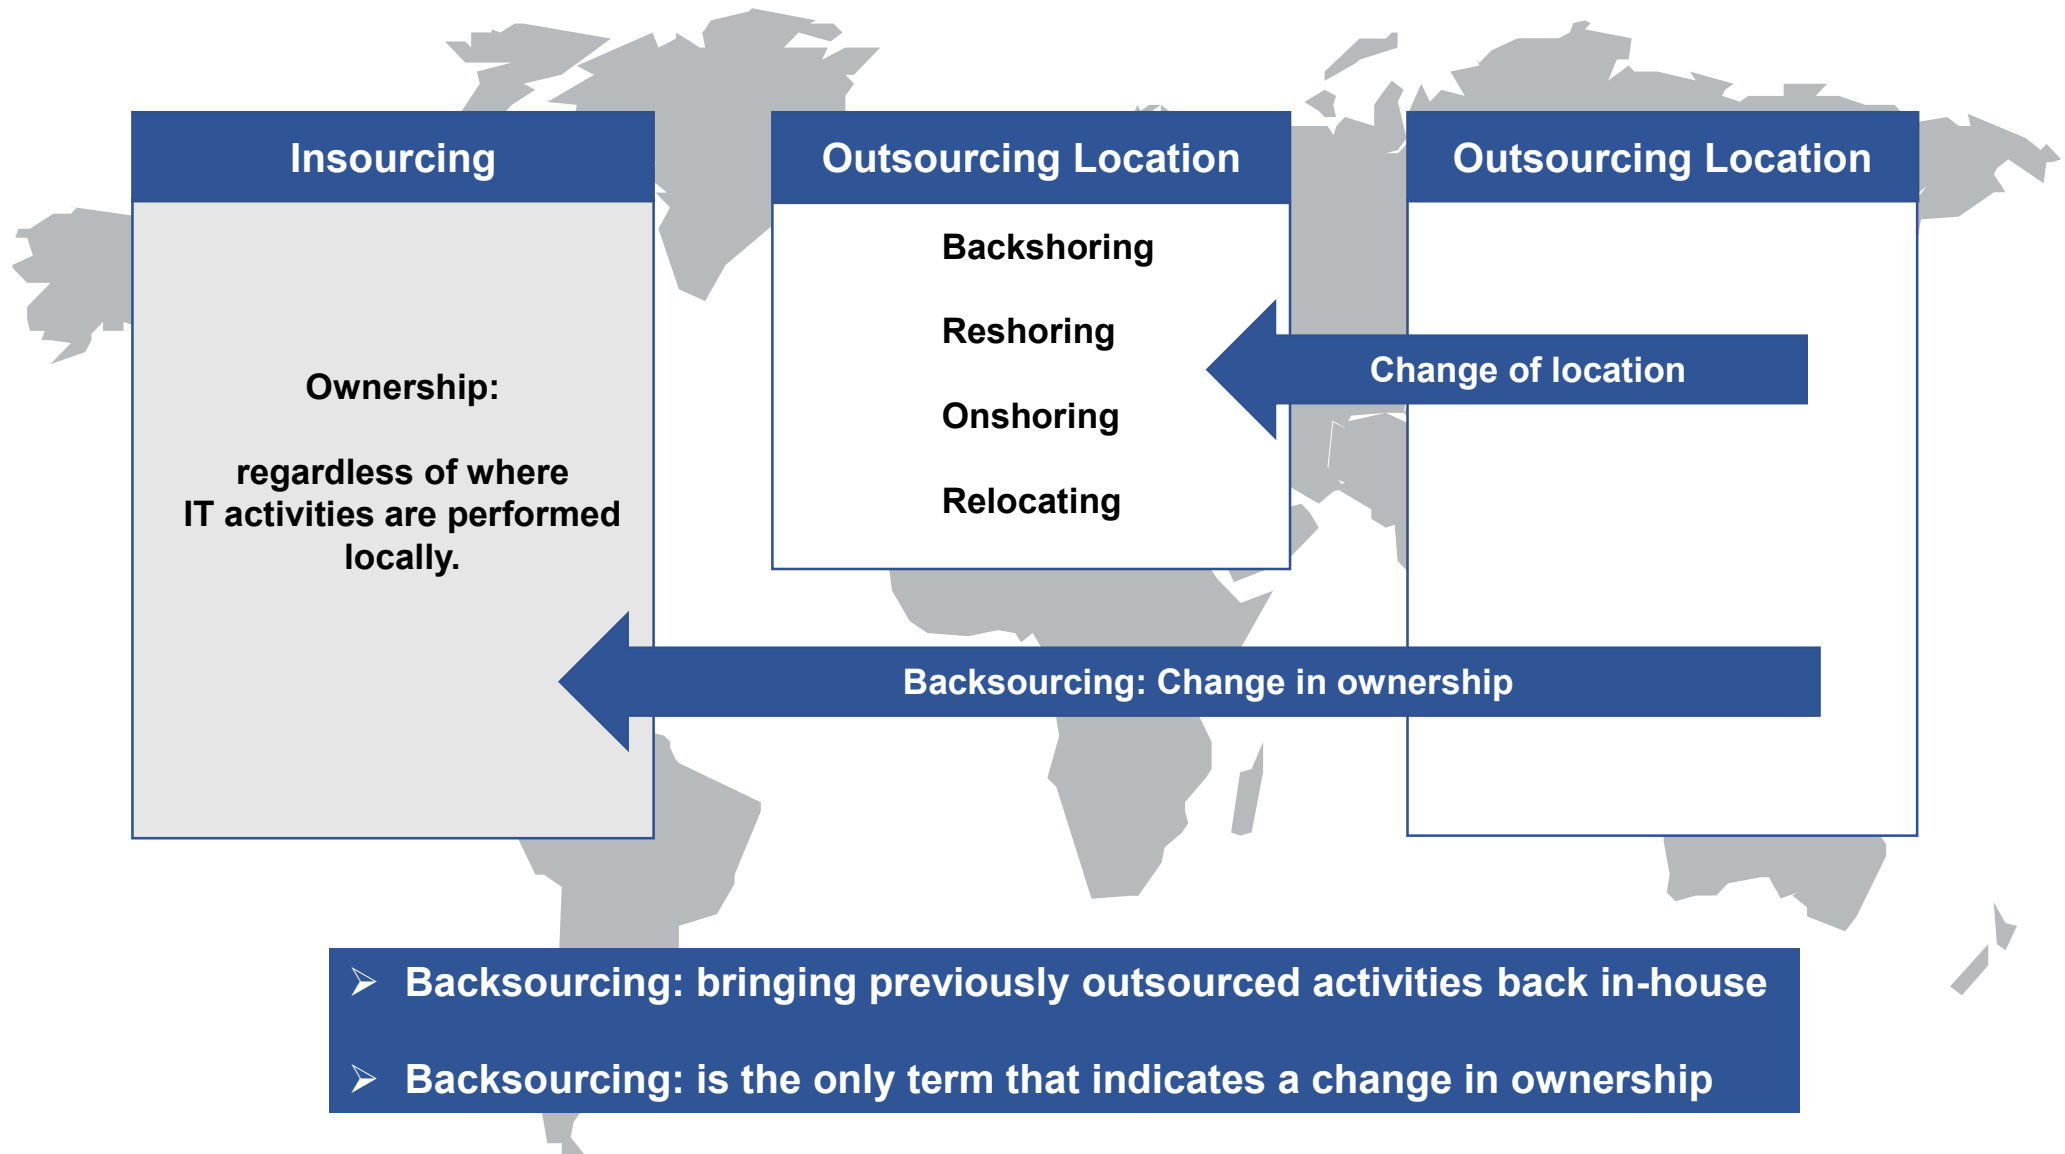 Insourcing
Ownership:
regardless of where
IT activities are performed
locally.
Outsourcing Location
Backshoring
Reshoring
Onshoring
Relocating
Outsourcing Location
Change of location
Backsourcing: Change in ownership
➢ Backsourcing: bringing previously outsourced activities back in-house
➢ Backsourcing: is the only term that indicates a change in ownership